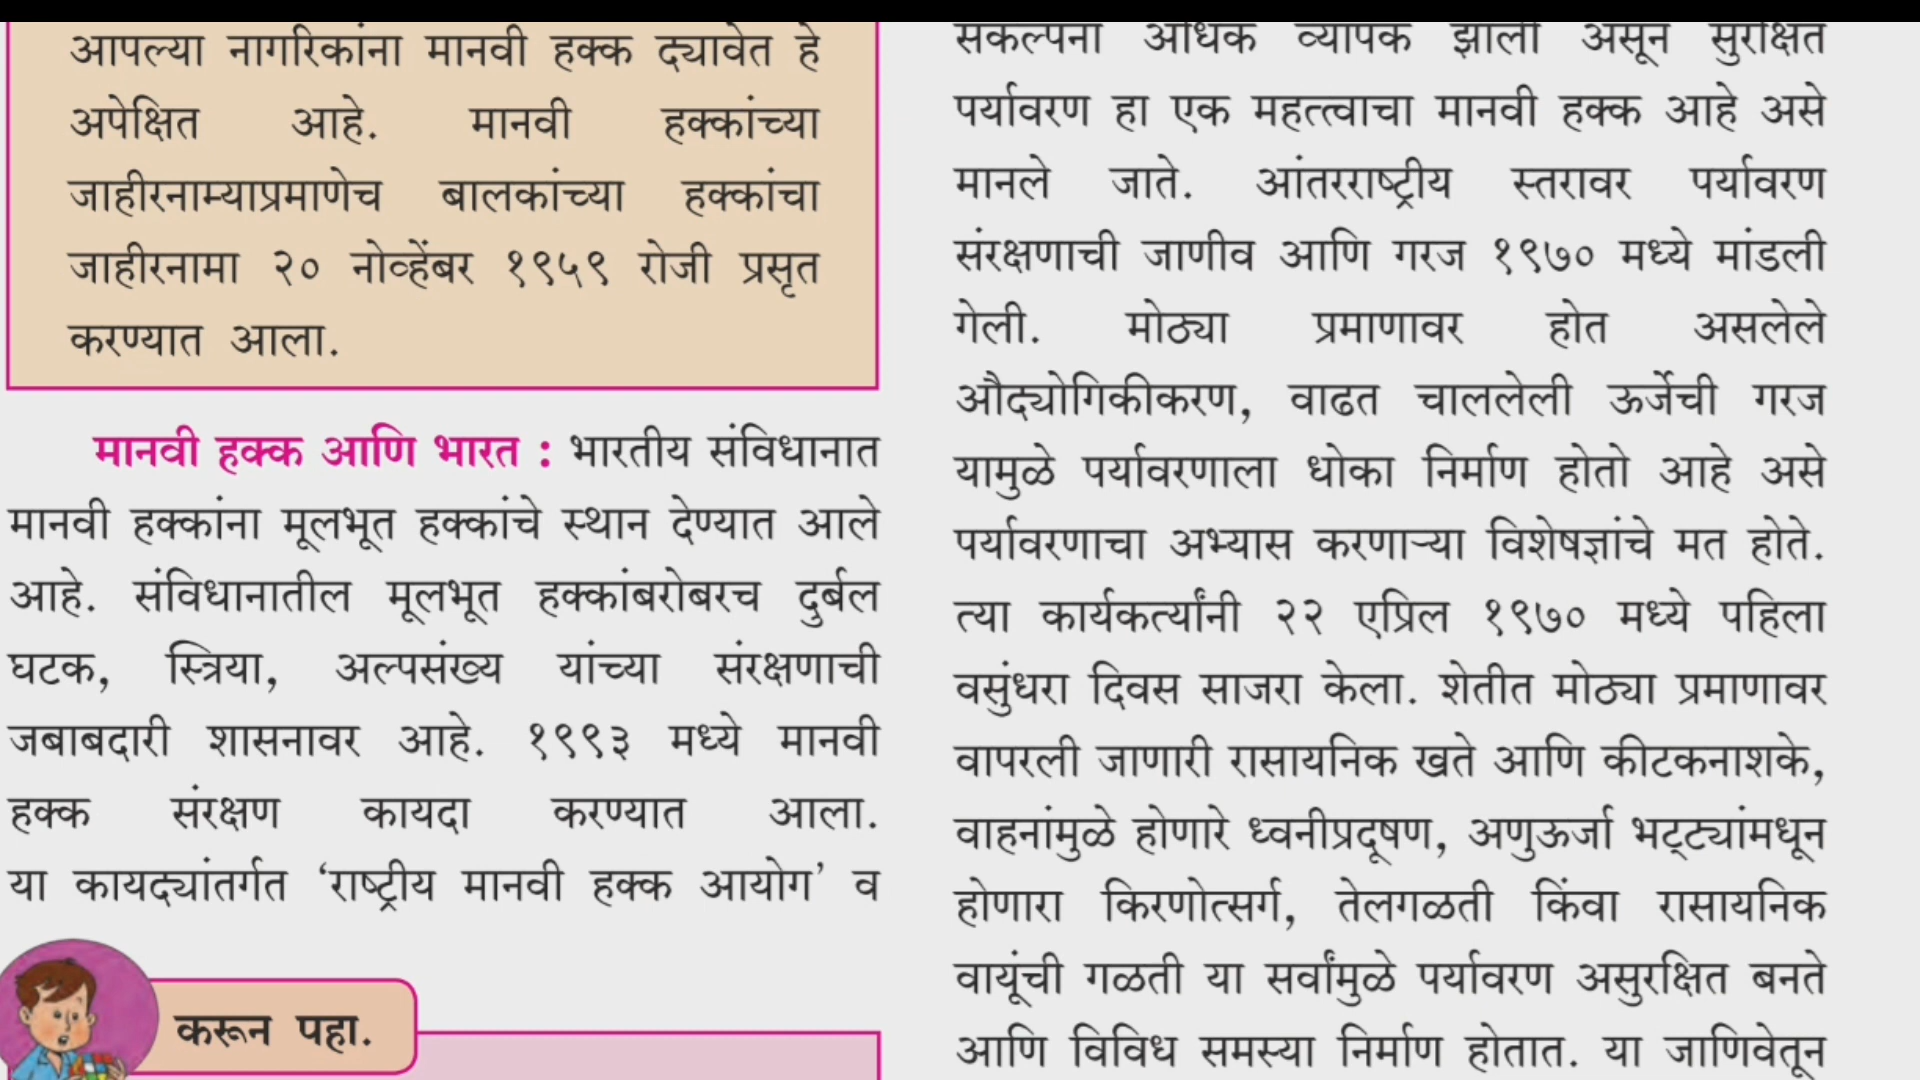 आपल्या नागरिकांना मानवी हक्क द्यावेत हे
अपेक्षित आहे. मानवी हक्कांच्या
जाहीरनाम्याप्रमाणेच बालकांच्या हक्कांचा
जाहीरनामा २० नोव्हेंबर १९५९ रोजी प्रसृत
करण्यात आला.
मानवी हक्क आणि भारत : भारतीय संविधानात
मानवी हक्कांना मूलभूत हक्कांचे स्थान देण्यात आले
आहे. संविधानातील मूलभूत हक्कांबरोबरच दुर्बल
घटक, स्त्रिया, अल्पसंख्य यांच्या संरक्षणाची
जबाबदारी शासनावर आहे. १९९३ मध्ये मानवी
हक्क संरक्षण कायदा करण्यात आला.
या कायद्यांतर्गत ‘राष्ट्रीय मानवी हक्क आयोग’ व
करून पहा.
संकल्पना अधिक व्यापक झाली असून सुरक्षित
पर्यावरण हा एक महत्त्वाचा मानवी हक्क आहे असे
मानले जाते. आंतरराष्ट्रीय स्तरावर पर्यावरण
संरक्षणाची जाणीव आणि गरज १९७० मध्ये मांडली
गेली. मोठ्या प्रमाणावर होत असलेले
औद्योगिकीकरण, वाढत चाललेली ऊर्जेची गरज
यामुळे पर्यावरणाला धोका निर्माण होतो आहे असे
पर्यावरणाचा अभ्यास करणाऱ्या विशेषज्ञांचे मत होते.
त्या कार्यकर्त्यांनी २२ एप्रिल १९७० मध्ये पहिला
वसुंधरा दिवस साजरा केला. शेतीत मोठ्या प्रमाणावर
वापरली जाणारी रासायनिक खते आणि कीटकनाशके,
वाहनांमुळे होणारे ध्वनीप्रदूषण, अणुऊर्जा भट्ट्यांमधून
होणारा किरणोत्सर्ग, तेलगळती किंवा रासायनिक
वायूंची गळती या सर्वांमुळे पर्यावरण असुरक्षित बनते
आणि विविध समस्या निर्माण होतात. या जाणिवेतून